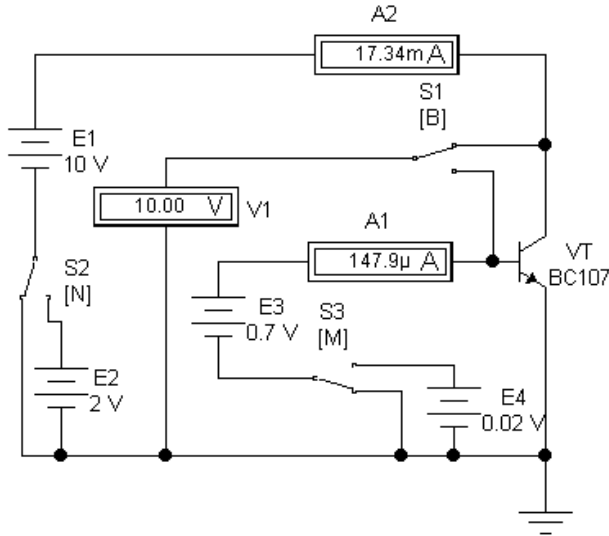 A2
17.34m A
S1
[B]
E1
10 V
10.00 V
V1
A1
147.9µ A
VT
BC107
S2
[N]
E3
0.7 V
S3
[M]
E2
2 V
E4
0.02 V